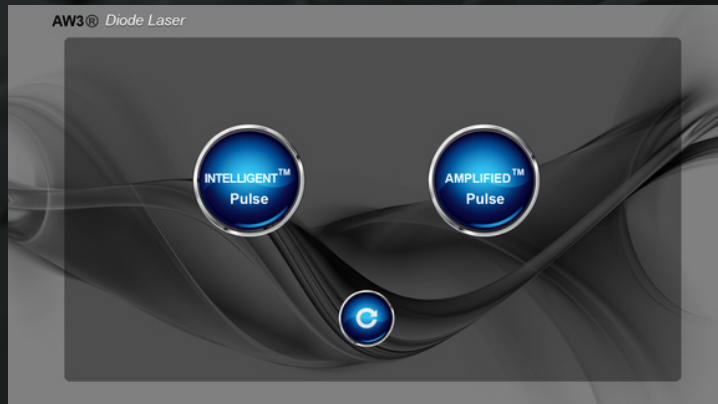 AW3® Diode Laser
INTELLIGENT™
Pulse
AMPLIFIED™
Pulse